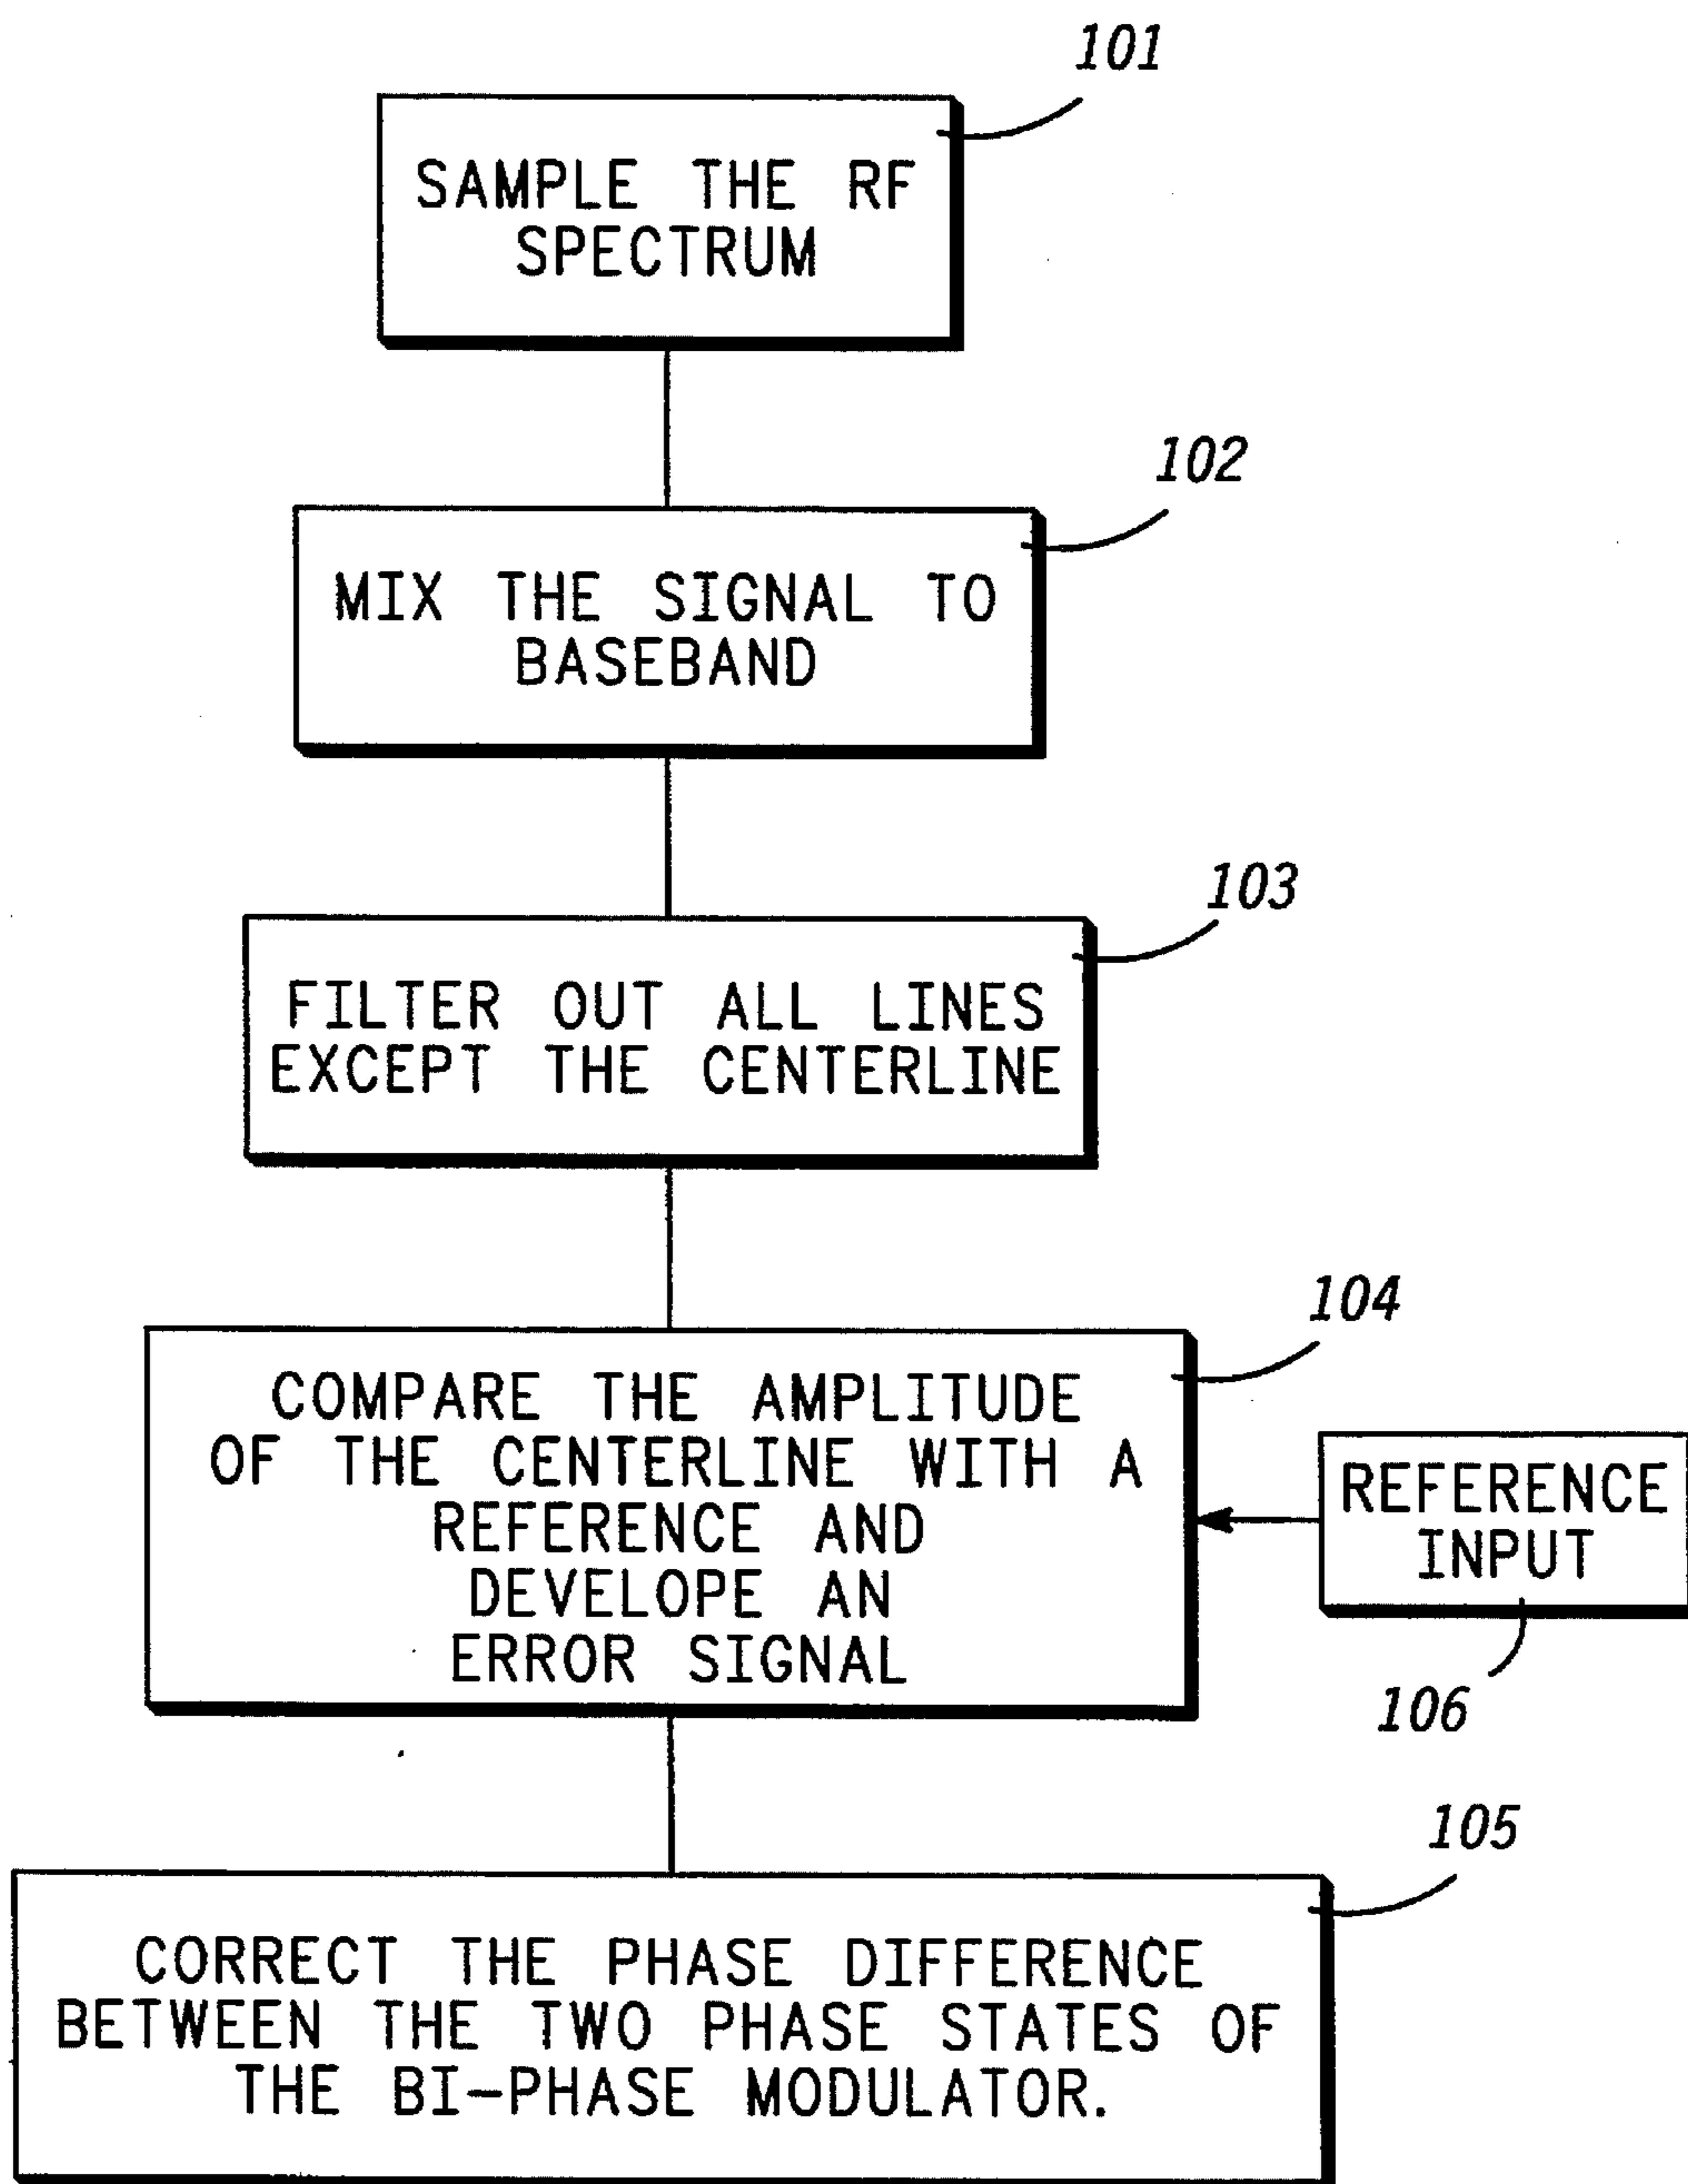 101
SAMPLE THE RF
SPECTRUM
102
MIX THE SIGNAL TO
BASEBAND
103
FILTER OUT ALL LINES
EXCEPT THE CENTERLINE
104
COMPARE THE AMPLITUDE
OF THE CENTERLINE WITH A
REFERENCE AND
DEVELOPE AN
ERROR SIGNAL
REFERENCE
INPUT
106
105
CORRECT THE PHASE DIFFERENCE
BETWEEN THE TWO PHASE STATES OF
THE BI-PHASE MODULATOR.